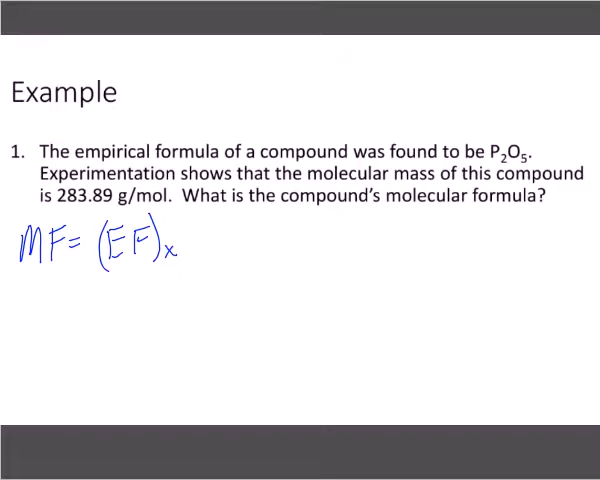 Example
1. The empirical formula of a compound was found to be P₂O₅.
Experimentation shows that the molecular mass of this compound
is 283.89 g/mol. What is the compound's molecular formula?
MF = (EF)ₓ